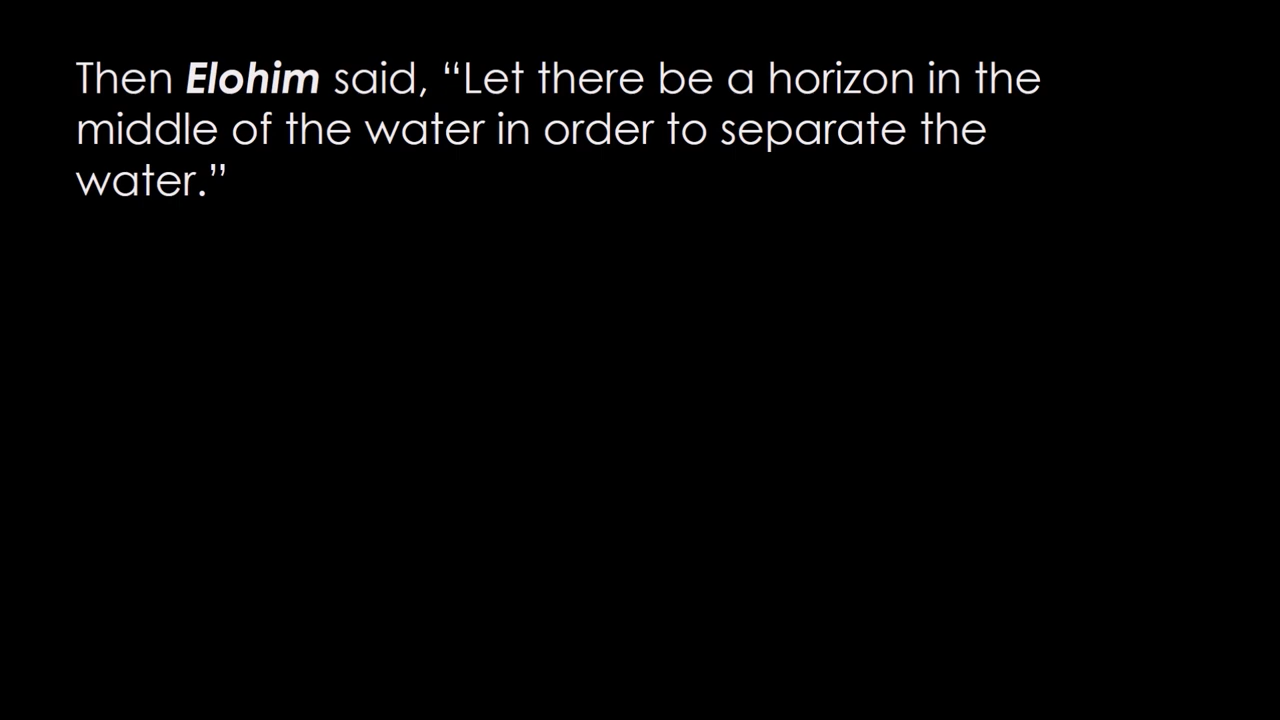 Then Elohim said, “Let there be a horizon in the
middle of the water in order to separate the
water.”